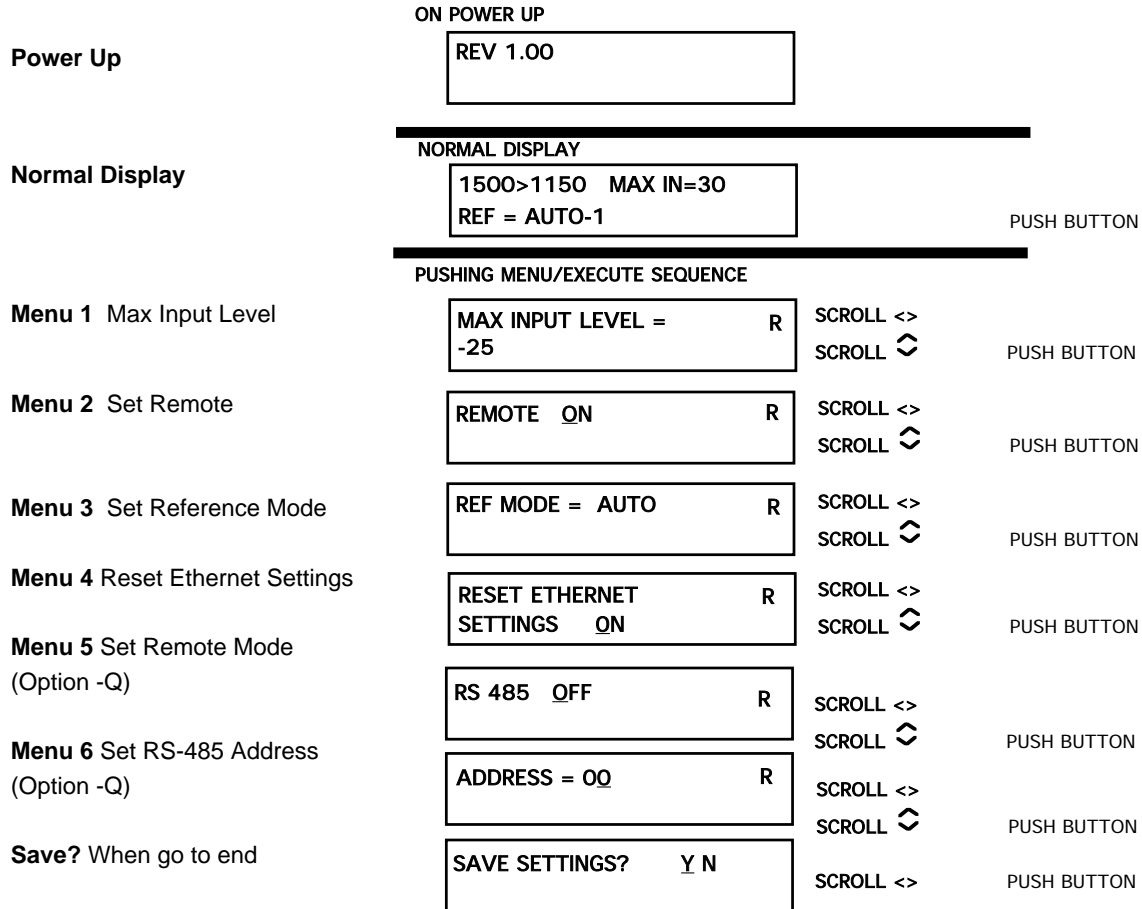 ON POWER UP
Power Up
REV 1.00
NORMAL DISPLAY
Normal Display
1500>1150 MAX IN=30
REF = AUTO-1
PUSH BUTTON
PUSHING MENU/EXECUTE SEQUENCE
Menu 1 Max Input Level
MAX INPUT LEVEL = R
-25
SCROLL <>
SCROLL
PUSH BUTTON
Menu 2 Set Remote
REMOTE ON R
SCROLL <>
SCROLL
PUSH BUTTON
Menu 3 Set Reference Mode
REF MODE = AUTO R
SCROLL <>
SCROLL
PUSH BUTTON
Menu 4 Reset Ethernet Settings
RESET ETHERNET R
SETTINGS ON
SCROLL <>
SCROLL
PUSH BUTTON
Menu 5 Set Remote Mode
(Option -Q)
RS 485 OFF R
SCROLL <>
SCROLL
PUSH BUTTON
Menu 6 Set RS-485 Address
(Option -Q)
ADDRESS = 00 R
SCROLL <>
SCROLL
PUSH BUTTON
Save? When go to end
SAVE SETTINGS? Y N
SCROLL <>
PUSH BUTTON